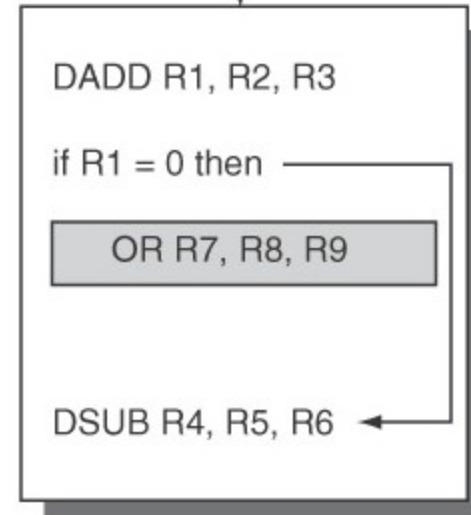 DADD R1, R2, R3
if R1 = 0 then
OR R7, R8, R9
DSUB R4, R5, R6